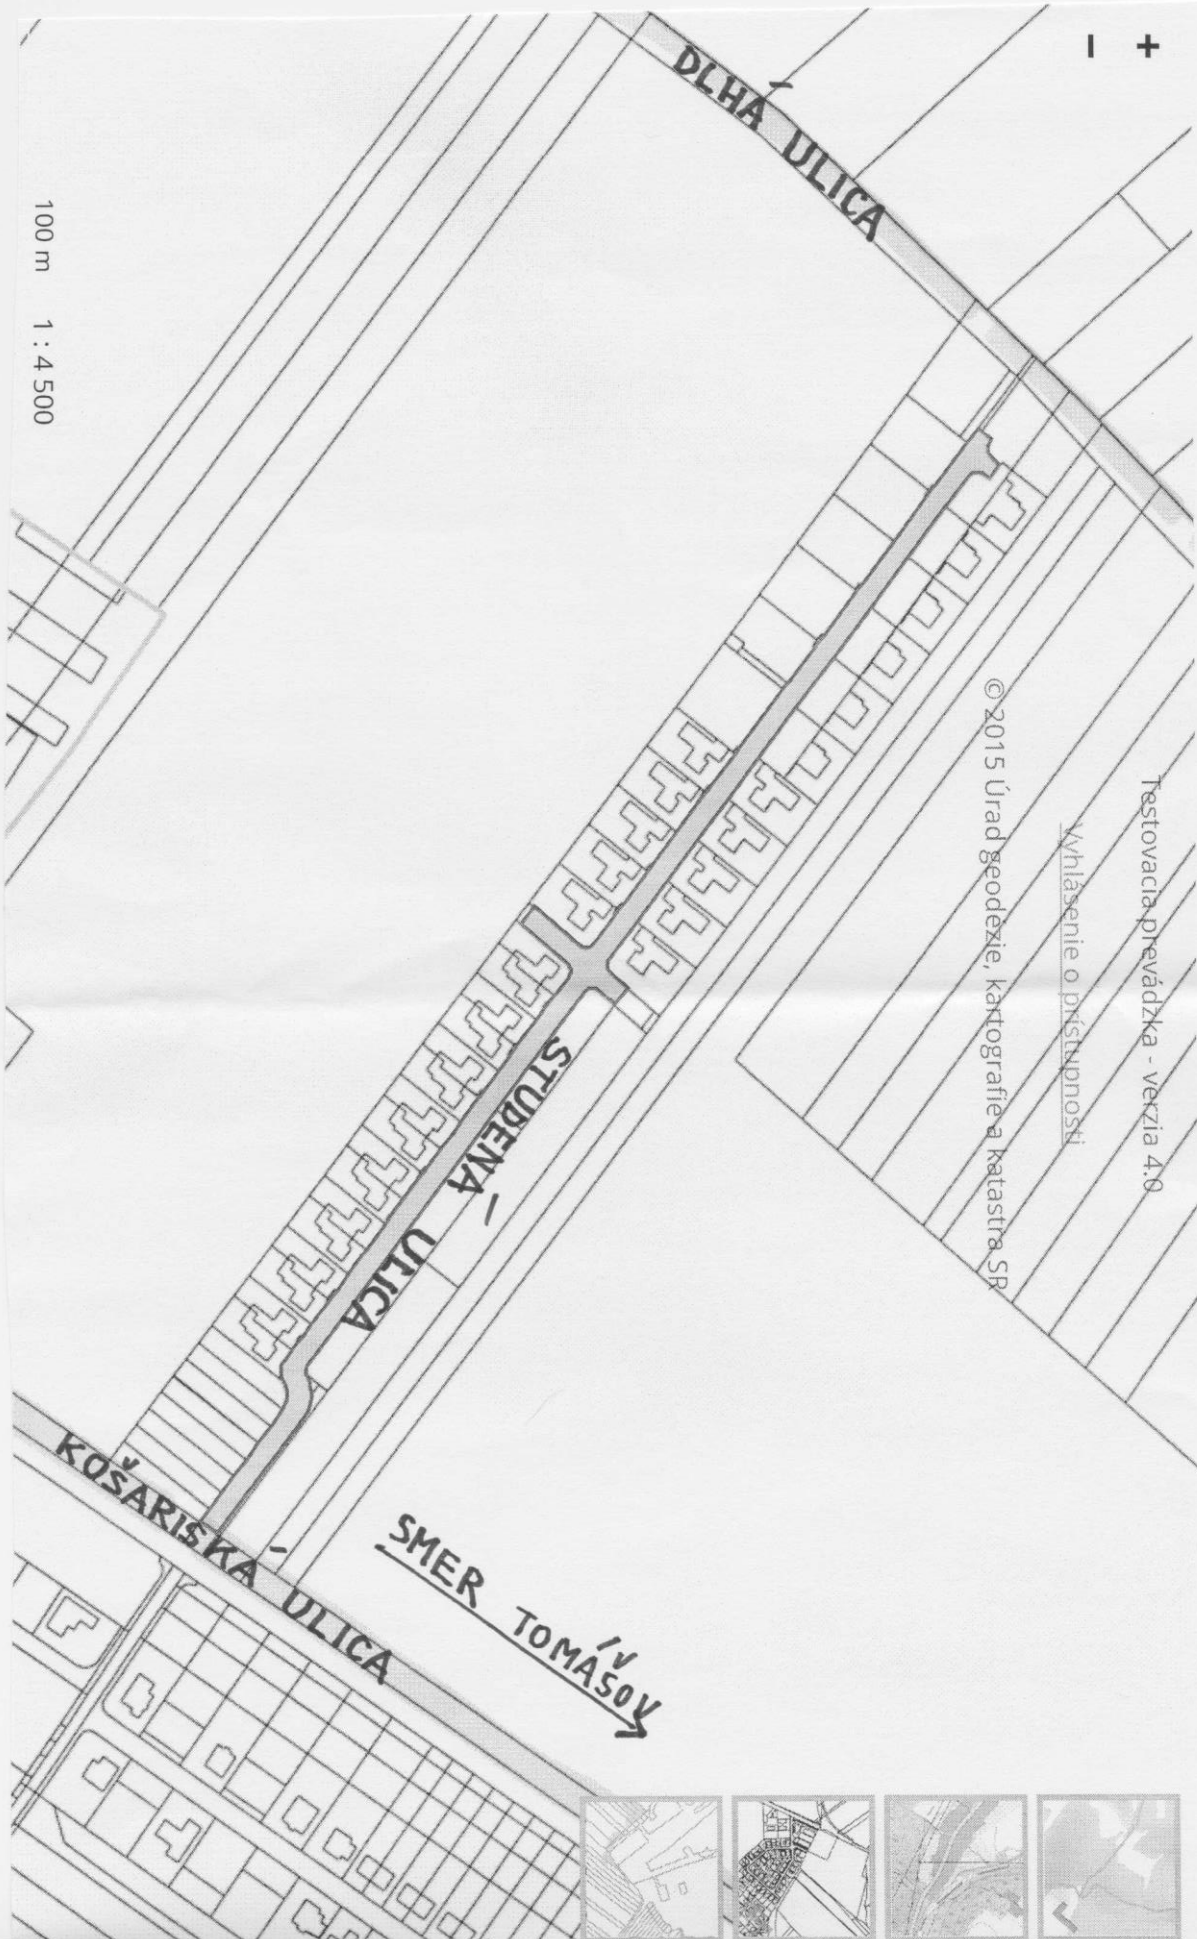 +
−
DLHÁ ULICA
100 m 1 : 4 500
Testovacia prevádzka - verzia 4.0
Vyhlásenie o prístupnosti
© 2015 Úrad geodézie, kartografie a katastra SR
STUDENÁ ULICA
KOŠARISKÁ ULICA
SMER TOMÁŠOV